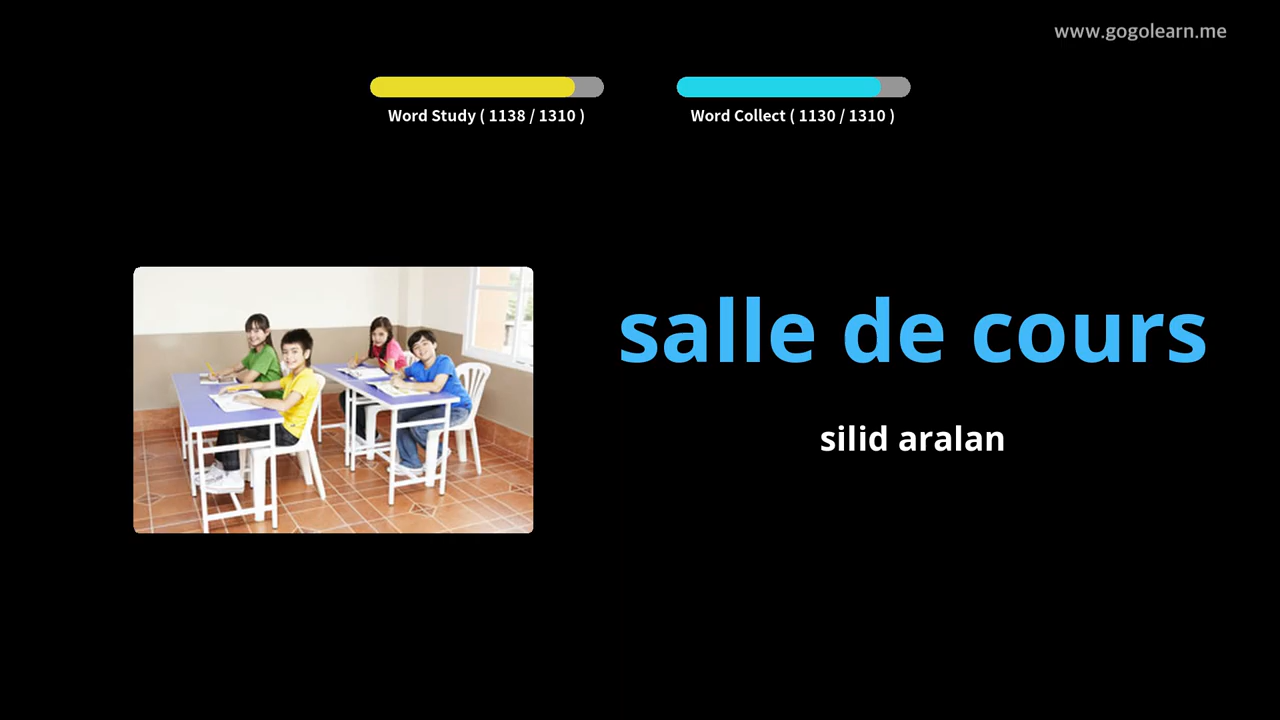 www.gogolearn.me
Word Study ( 1138 / 1310 )
Word Collect ( 1130 / 1310 )
salle de cours
silid aralan